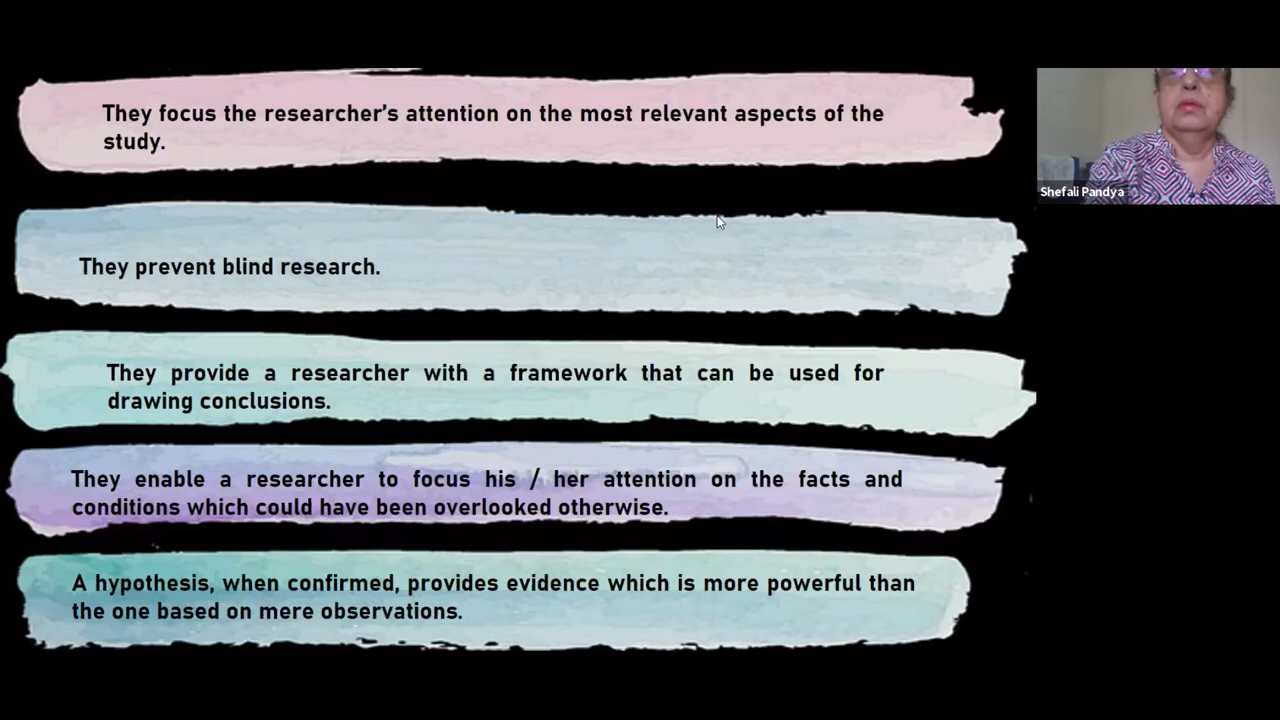 They focus the researcher's attention on the most relevant aspects of the
study.
Shefali Pandya
They prevent blind research.
They provide a researcher with a framework that can be used for
drawing conclusions.
They enable a researcher to focus his / her attention on the facts and
conditions which could have been overlooked otherwise.
A hypothesis, when confirmed, provides evidence which is more powerful than
the one based on mere observations.